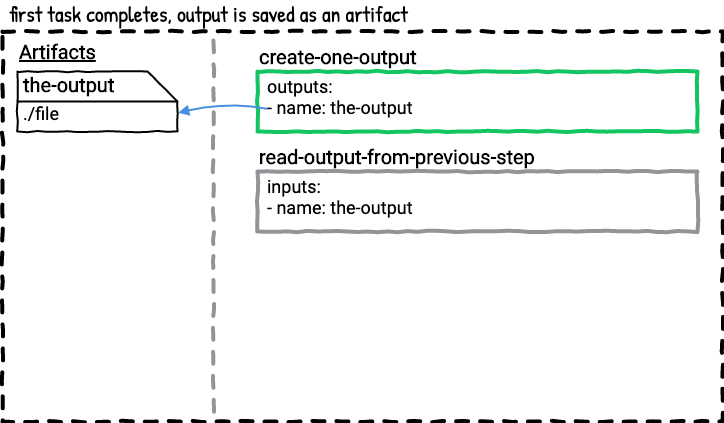 first task completes, output is saved as an artifact
Artifacts
the-output
./file
create-one-output
outputs:
- name: the-output
read-output-from-previous-step
inputs:
- name: the-output